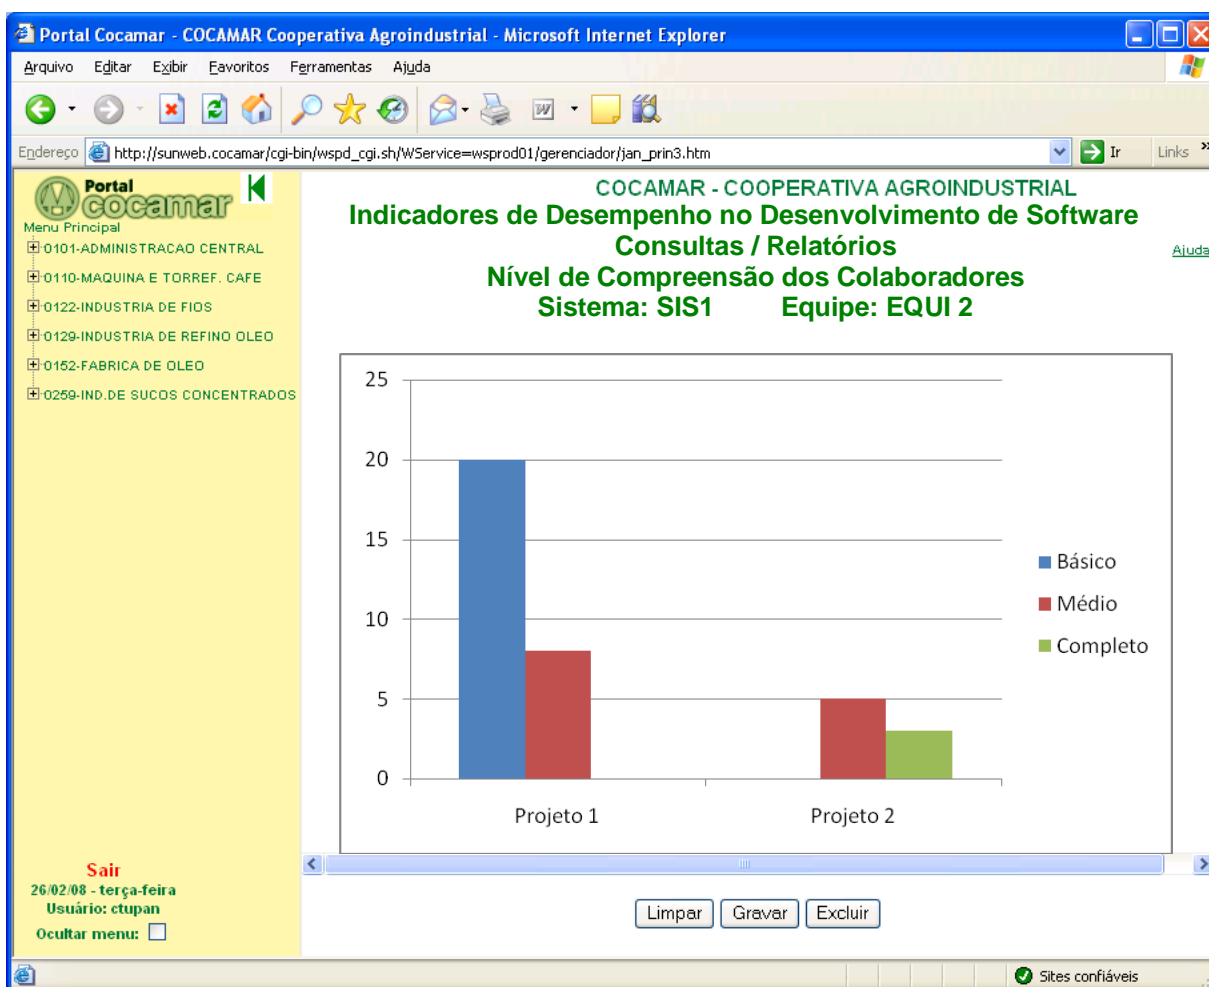 Portal Cocamar - COCAMAR Cooperativa Agroindustrial - Microsoft Internet Explorer
Arquivo Editar Exibir Favoritos Ferramentas Ajuda
Endereço http://sunweb.cocamar/cgi-bin/wspd_cgi.sh/WService=wsprod01/gerenciador/jan_prin3.htm Ir Links »
Portal
cocamar
Menu Principal
0101-ADMINISTRACAO CENTRAL
0110-MAQUINA E TORREF. CAFE
0122-INDUSTRIA DE FIOS
0129-INDUSTRIA DE REFINO OLEO
0152-FABRICA DE OLEO
0259-IND.DE SUCOS CONCENTRADOS
COCAMAR - COOPERATIVA AGROINDUSTRIAL
Indicadores de Desempenho no Desenvolvimento de Software
Consultas / Relatórios
Ajuda
Nível de Compreensão dos Colaboradores
Sistema: SIS1 Equipe: EQUI 2
25
20
15
10
5
0
Projeto 1 Projeto 2
Básico
Médio
Completo
Sair
26/02/08 - terça-feira
Usuário: ctupan
Ocultar menu:
Limpar Gravar Excluir
Sites confiáveis